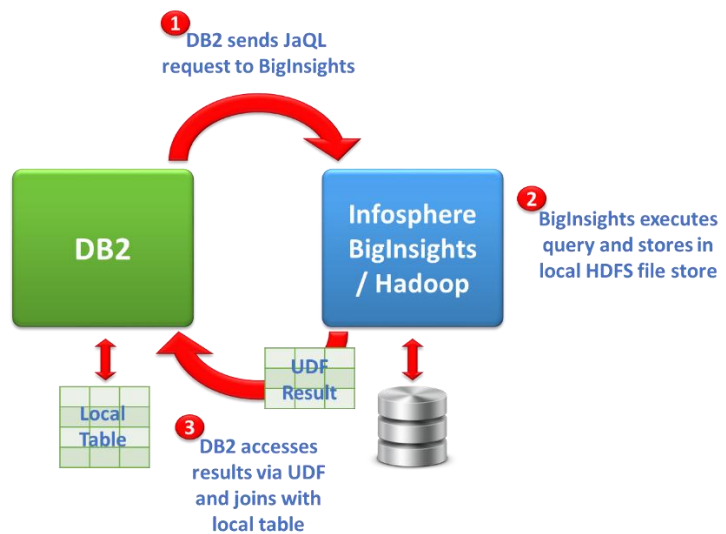 1
DB2 sends JaQL
request to BigInsights
DB2
Infosphere
BigInsights
/ Hadoop
2
BigInsights executes
query and stores in
local HDFS file store
UDF
Result
Local
Table
3
DB2 accesses
results via UDF
and joins with
local table